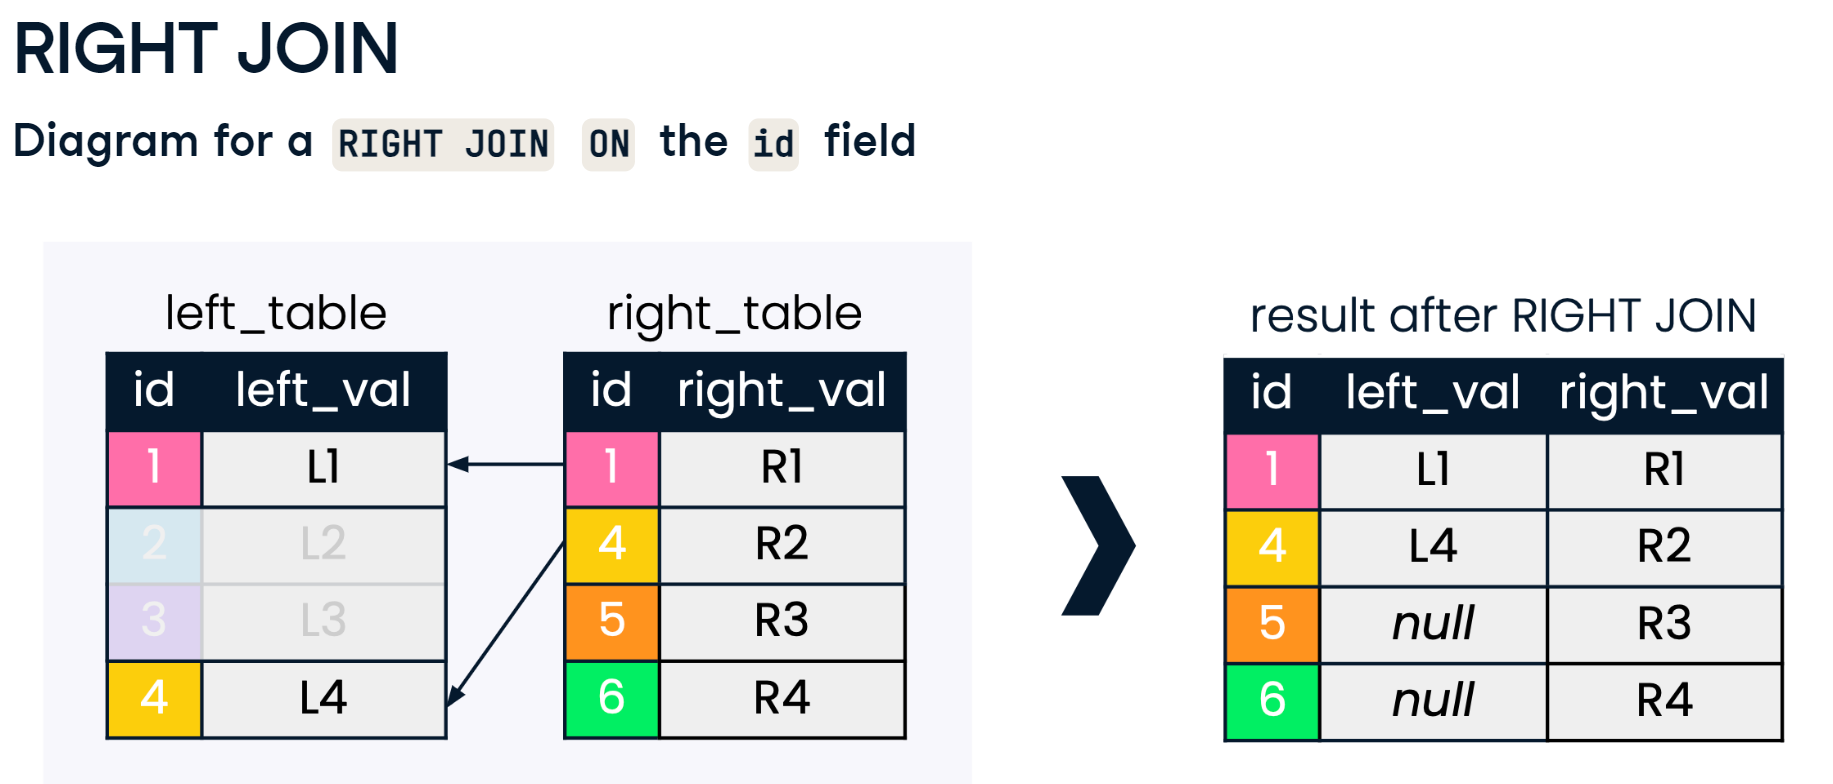 RIGHT JOIN
Diagram for a RIGHT JOIN ON the id field
left_table
id left_val
1 L1
2 L2
3 L3
4 L4
right_table
id right_val
1 R1
4 R2
5 R3
6 R4
result after RIGHT JOIN
id left_val right_val
1 L1 R1
4 L4 R2
5 null R3
6 null R4